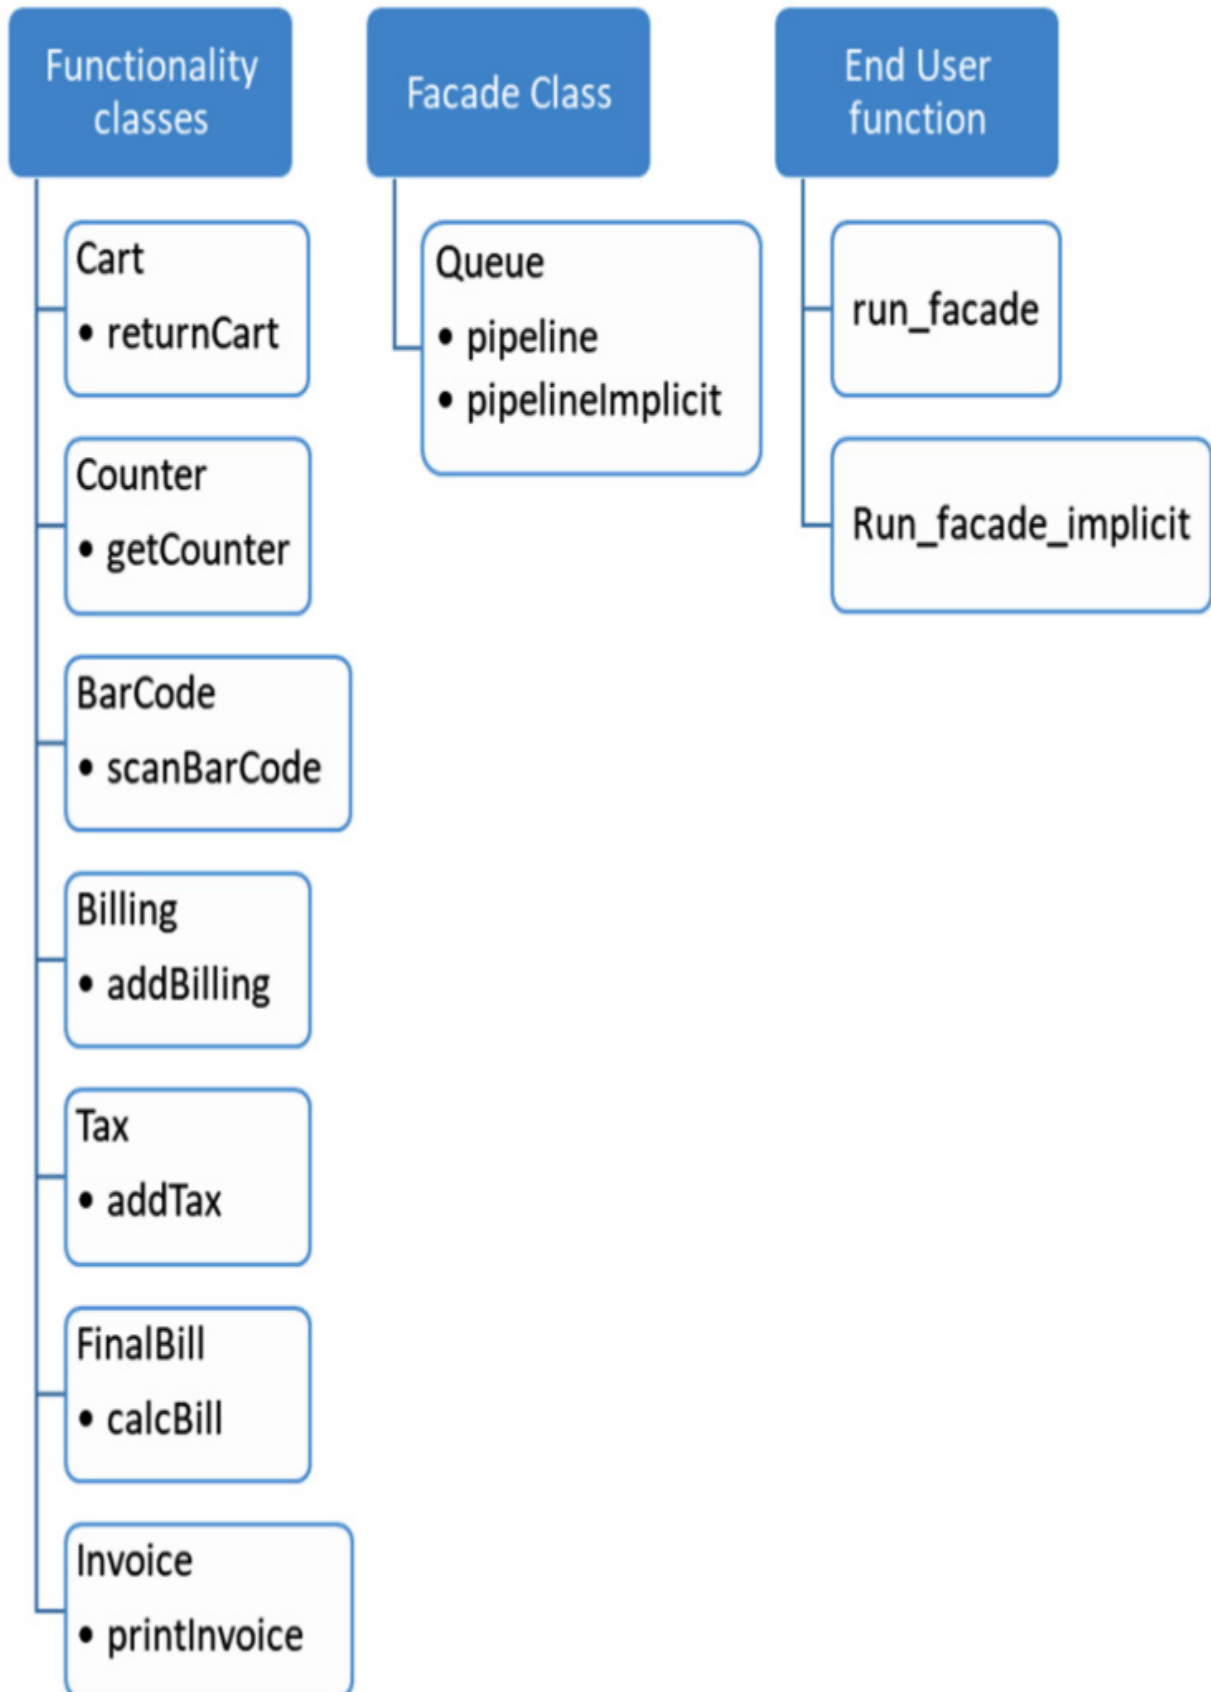 Functionality
classes
Cart
• returnCart
Counter
• getCounter
BarCode
• scanBarCode
Billing
• addBilling
Tax
• addTax
FinalBill
• calcBill
Invoice
• printInvoice
Facade Class
Queue
• pipeline
• pipelineImplicit
End User
function
run_facade
Run_facade_implicit